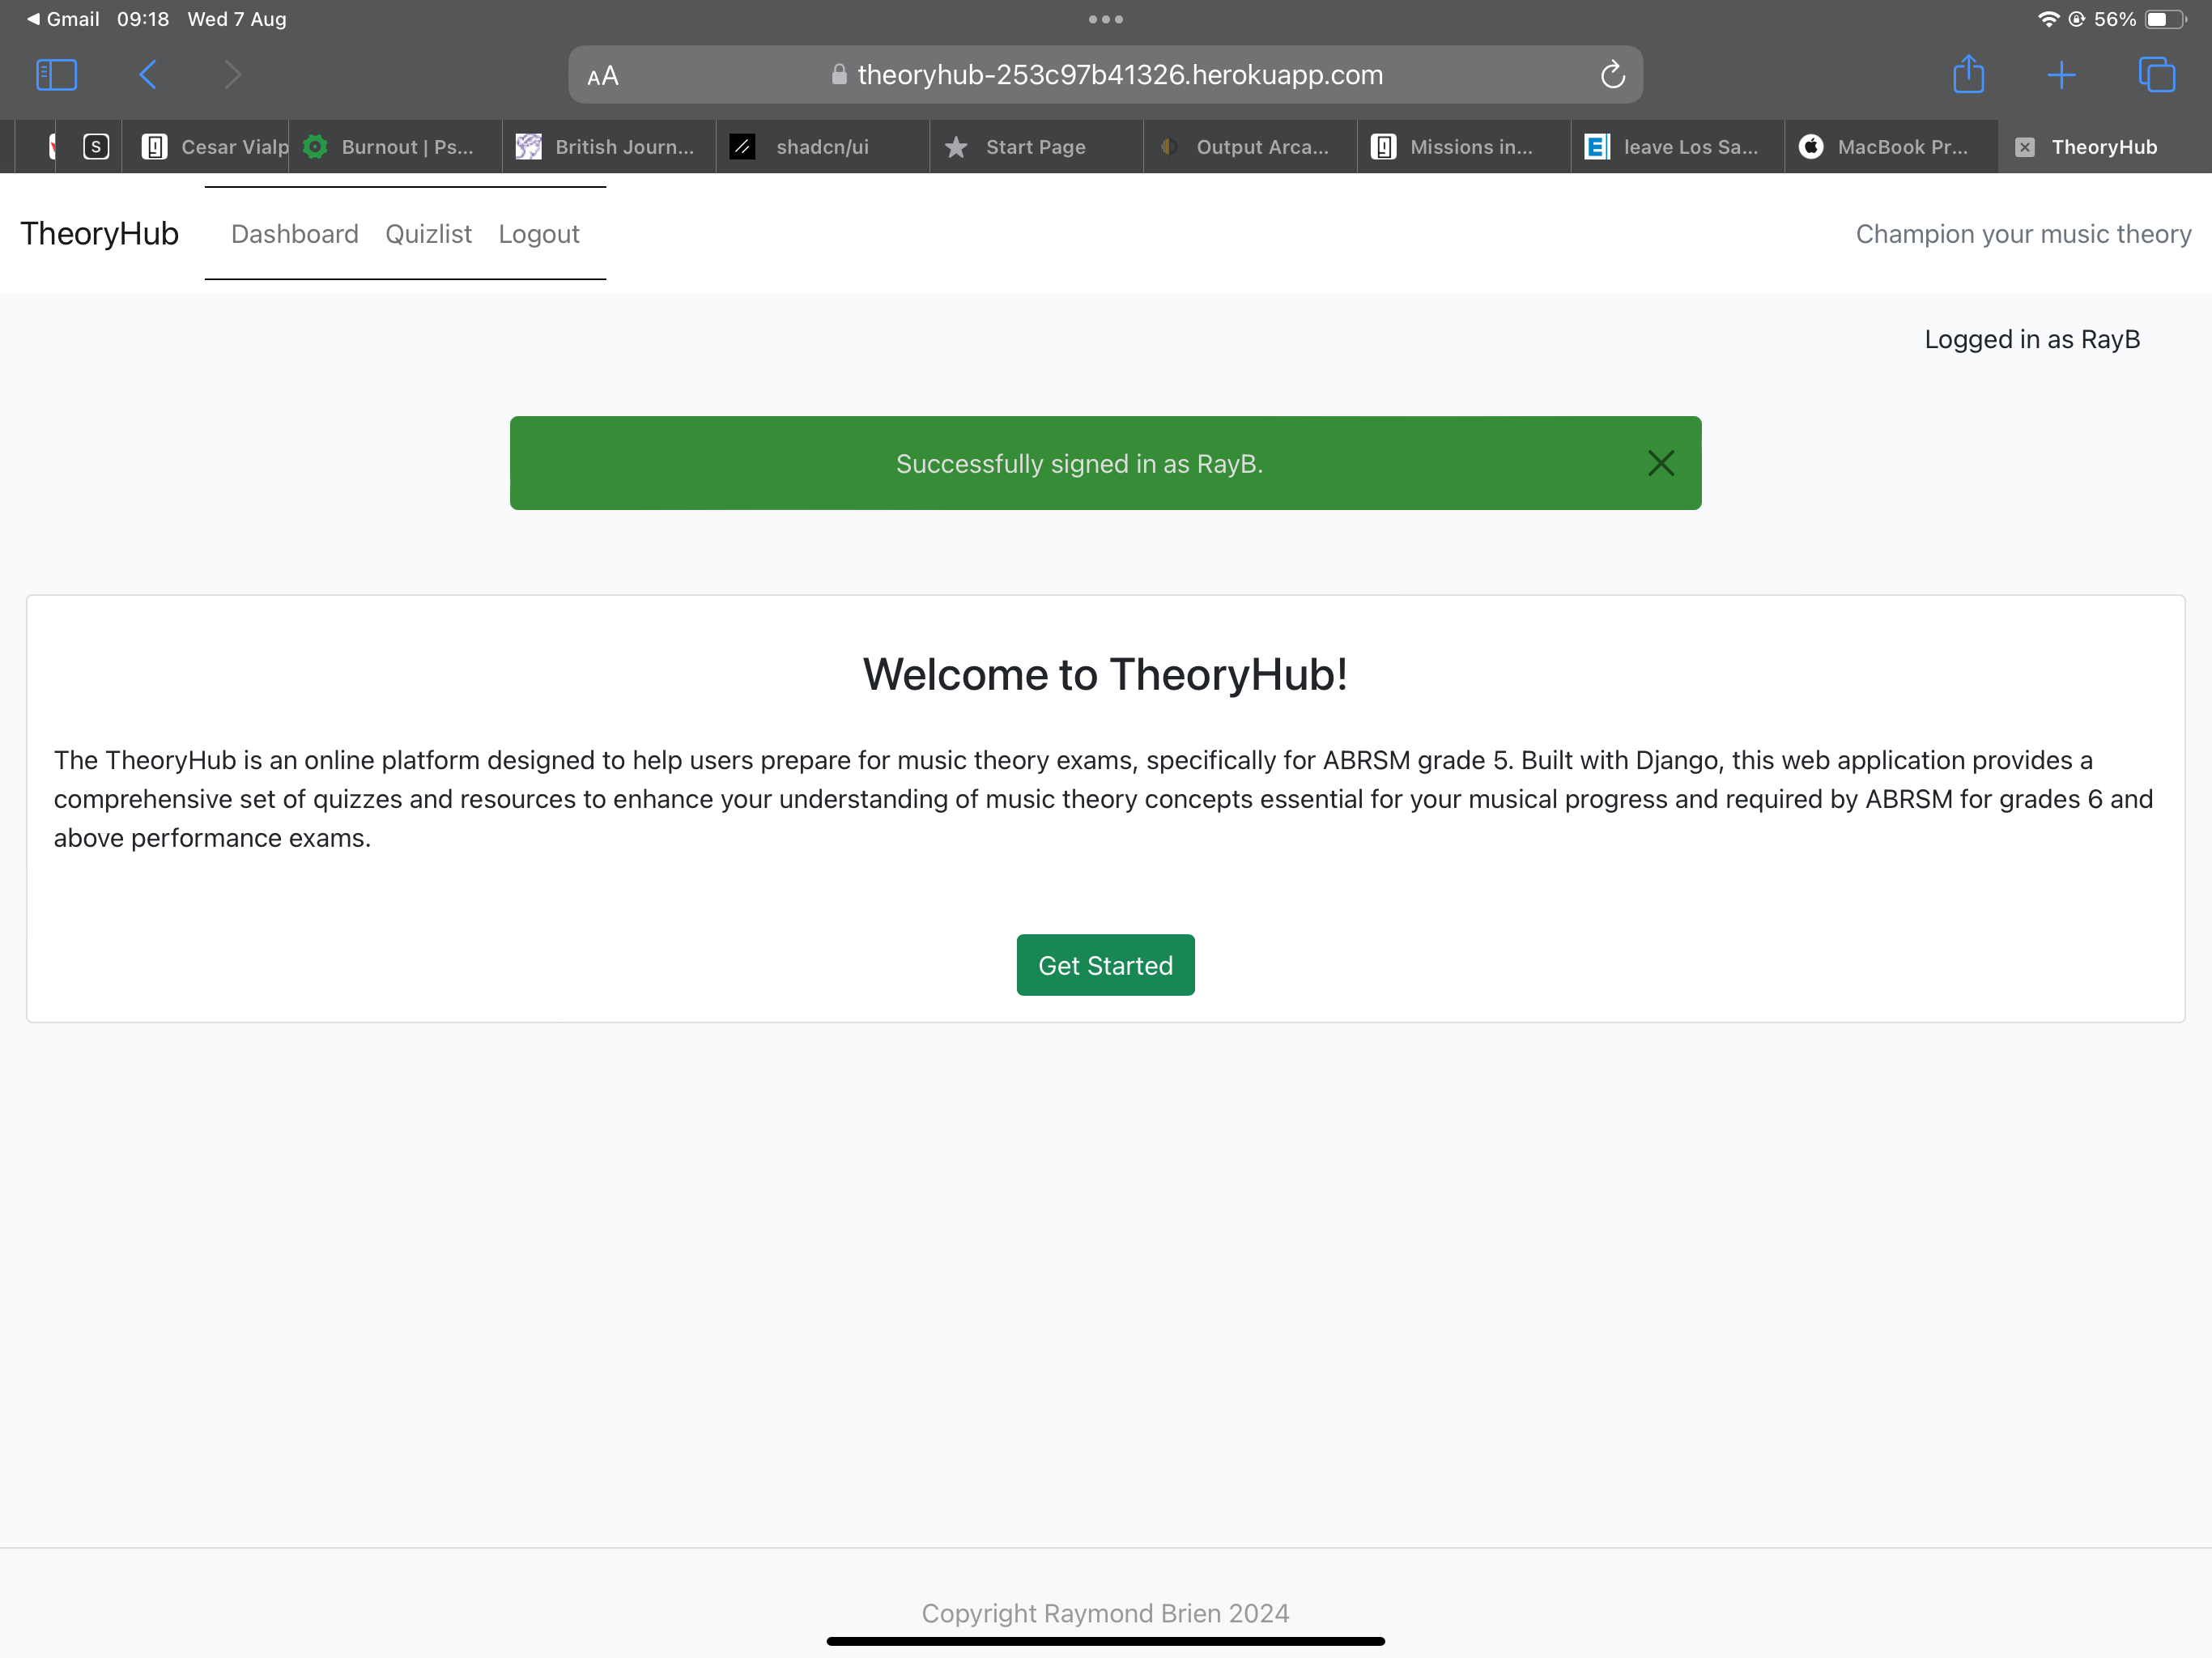 Gmail 09:18 Wed 7 Aug
56%
AA theoryhub-253c97b41326.herokuapp.com
S Cesar Vialp Burnout | Ps... British Journ... shadcn/ui Start Page Output Arca... Missions in... E leave Los Sa... MacBook Pr... TheoryHub
TheoryHub Dashboard Quizlist Logout Champion your music theory
Logged in as RayB
Successfully signed in as RayB.
Welcome to TheoryHub!
The TheoryHub is an online platform designed to help users prepare for music theory exams, specifically for ABRSM grade 5. Built with Django, this web application provides a
comprehensive set of quizzes and resources to enhance your understanding of music theory concepts essential for your musical progress and required by ABRSM for grades 6 and
above performance exams.
Get Started
Copyright Raymond Brien 2024